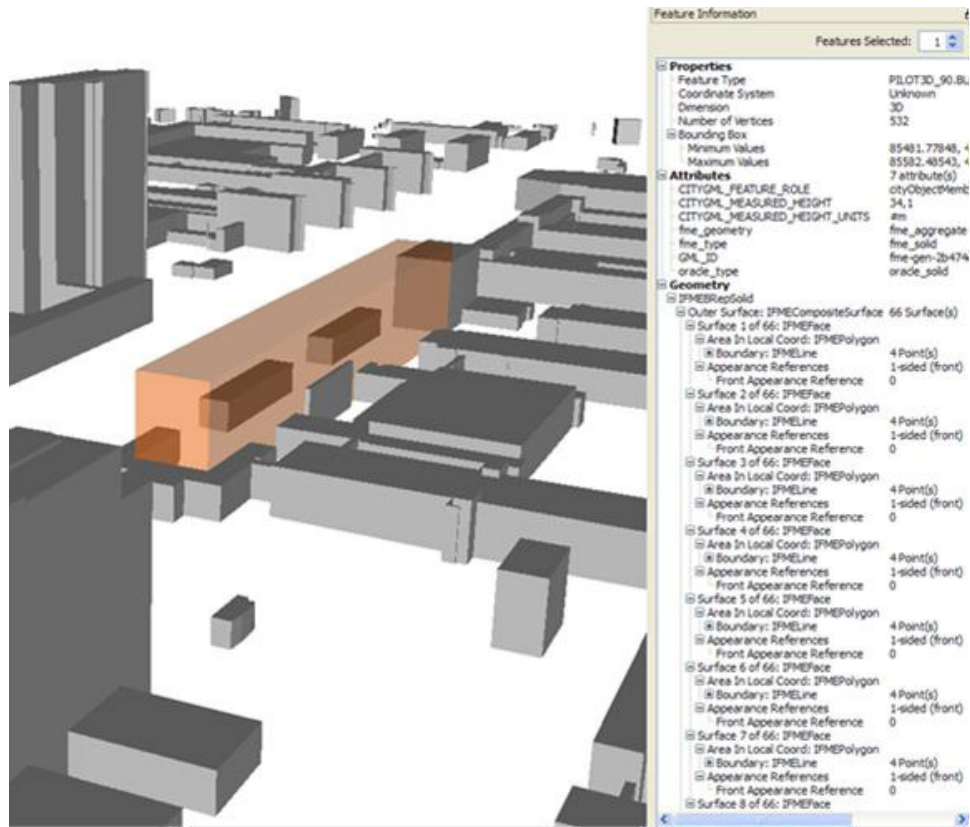 Feature Information
Features Selected: 1
Properties
Feature Type PILOT3D_90.BU
Coordinate System Unknown
Dimension 3D
Number of Vertices 532
Bounding Box
Minimum Values 85481.77848, 4
Maximum Values 85582.48543, 4
Attributes 7 attribute(s)
CITYGML_FEATURE_ROLE cityObjectMemb
CITYGML_MEASURED_HEIGHT 34,1
CITYGML_MEASURED_HEIGHT_UNITS #m
fme_geometry fme_aggregate
fme_type fme_solid
GML_ID fme-gen-2b474
oracle_type oracle_solid
Geometry
IFMEBRepSolid
Outer Surface: IFMECompositeSurface 66 Surface(s)
Surface 1 of 66: IFMEFace
Area In Local Coord: IFMEPolygon
Boundary: IFMELine 4 Point(s)
Appearance References 1-sided (front)
Front Appearance Reference 0
Surface 2 of 66: IFMEFace
Area In Local Coord: IFMEPolygon
Boundary: IFMELine 4 Point(s)
Appearance References 1-sided (front)
Front Appearance Reference 0
Surface 3 of 66: IFMEFace
Area In Local Coord: IFMEPolygon
Boundary: IFMELine 4 Point(s)
Appearance References 1-sided (front)
Front Appearance Reference 0
Surface 4 of 66: IFMEFace
Area In Local Coord: IFMEPolygon
Boundary: IFMELine 4 Point(s)
Appearance References 1-sided (front)
Front Appearance Reference 0
Surface 5 of 66: IFMEFace
Area In Local Coord: IFMEPolygon
Boundary: IFMELine 4 Point(s)
Appearance References 1-sided (front)
Front Appearance Reference 0
Surface 6 of 66: IFMEFace
Area In Local Coord: IFMEPolygon
Boundary: IFMELine 4 Point(s)
Appearance References 1-sided (front)
Front Appearance Reference 0
Surface 7 of 66: IFMEFace
Area In Local Coord: IFMEPolygon
Boundary: IFMELine 4 Point(s)
Appearance References 1-sided (front)
Front Appearance Reference 0
Surface 8 of 66: IFMEFace